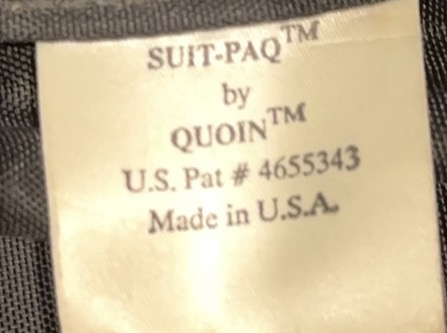 SUIT-PAQ™
by
QUOIN™
U.S. Pat # 4655343
Made in U.S.A.